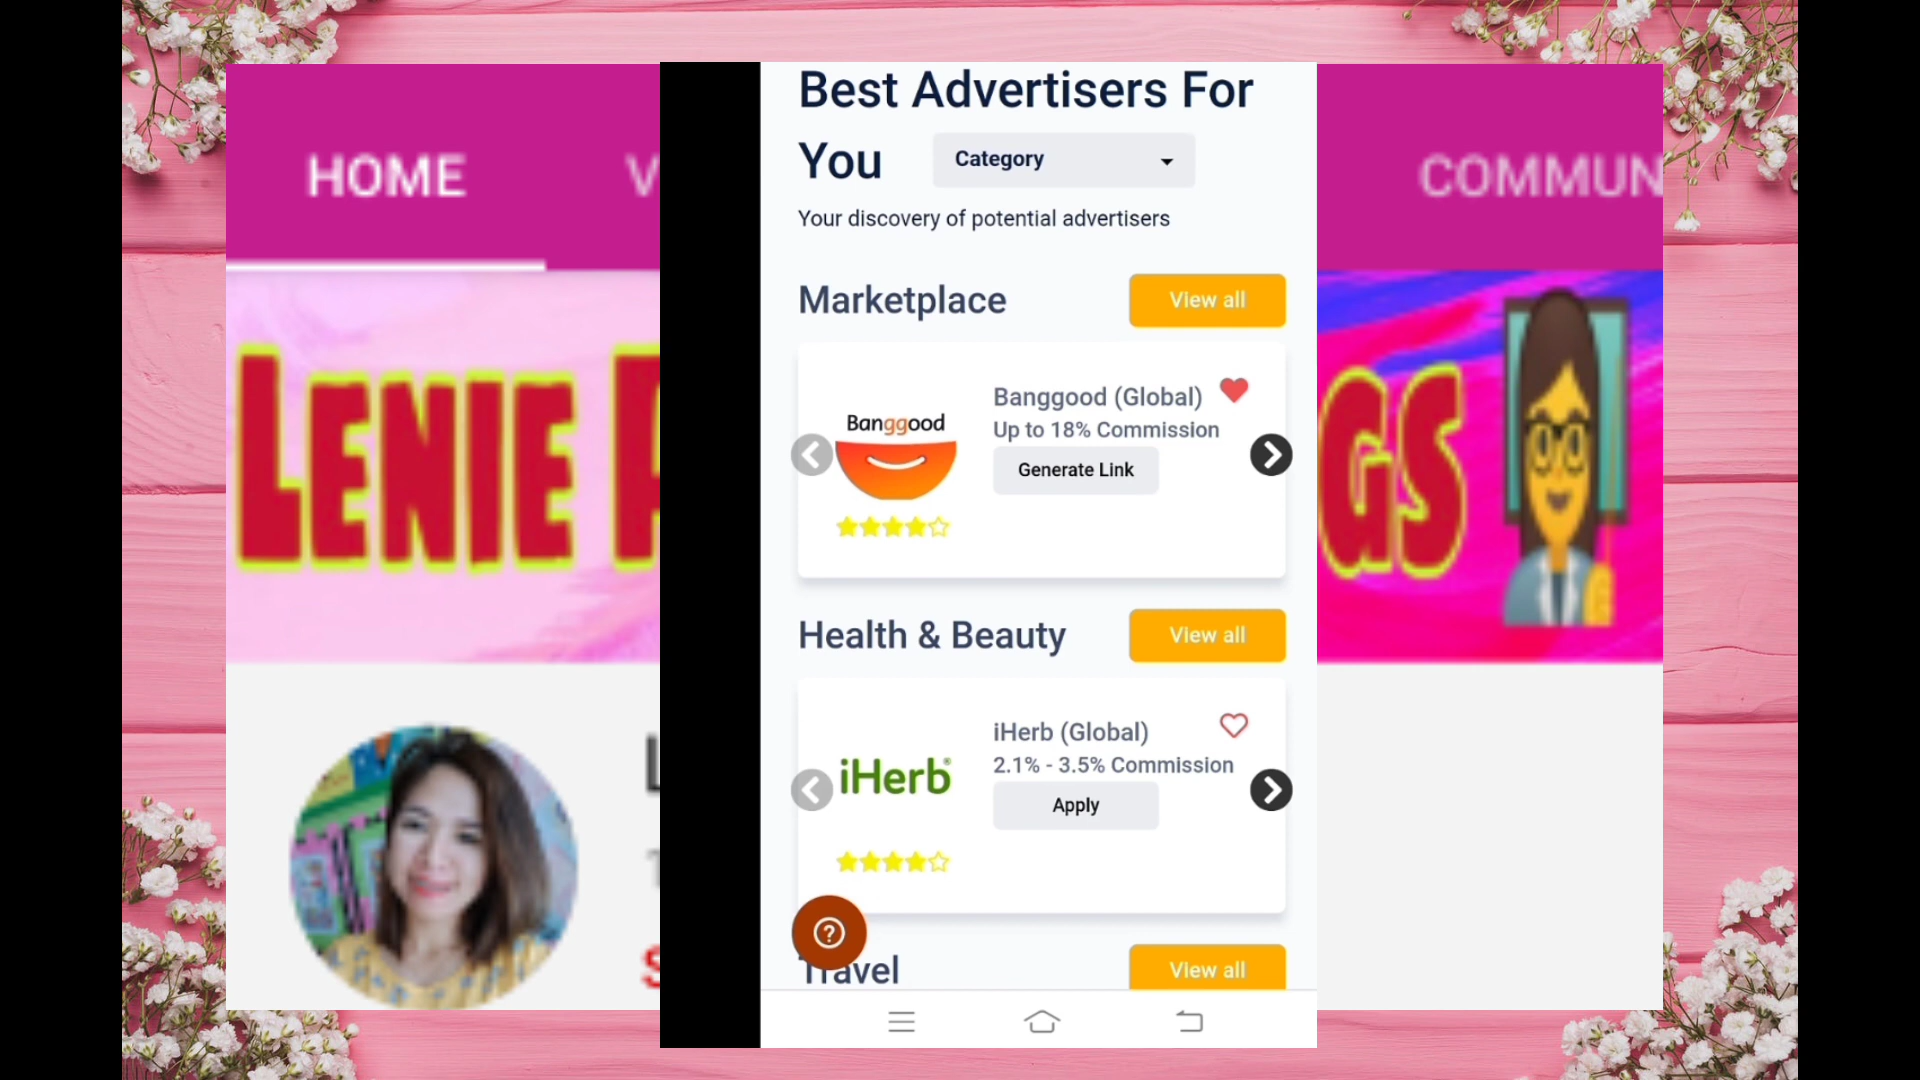 HOME
COMMUN
LENIE
GS
Best Advertisers For
You
Category
Your discovery of potential advertisers
Marketplace
View all
Banggood
Banggood (Global)
Up to 18% Commission
Generate Link
Health & Beauty
View all
iHerb®
iHerb (Global)
2.1% - 3.5% Commission
Apply
?
Travel
View all